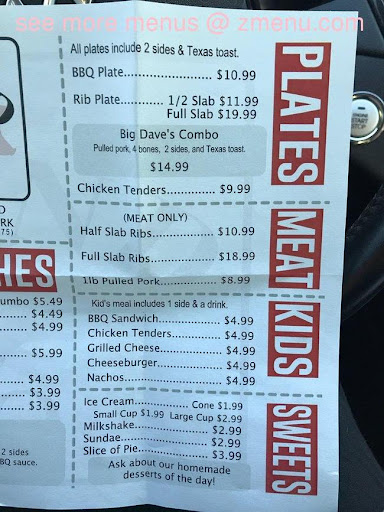 see more menus @ zmenu.com
All plates include 2 sides & Texas toast.
BBQ Plate....................... $10.99
Rib Plate............. 1/2 Slab $11.99
Full Slab $19.99
Big Dave's Combo
Pulled pork, 4 bones, 2 sides, and Texas toast.
$14.99
Chicken Tenders.............. $9.99
PLATES
RK
75)
(MEAT ONLY)
Half Slab Ribs................. $10.99
Full Slab Ribs.................. $18.99
1lb Pulled Pork................ $8.99
MEAT
HES
umbo $5.49
..... $4.49
..... $4.99
..... $5.99
..... $4.99
..... $3.99
..... $3.99
2 sides
BQ sauce.
Kid's meal includes 1 side & a drink.
BBQ Sandwich............... $4.99
Chicken Tenders............ $4.99
Grilled Cheese............... $4.99
Cheeseburger................ $4.99
Nachos......................... $4.99
KIDS
Ice Cream............. Cone $1.99
Small Cup $1.99 Large Cup $2.99
Milkshake................... $2.99
Sundae....................... $2.99
Slice of Pie.................. $3.99
Ask about our homemade
desserts of the day!
SWEETS
ENGINE
START
STOP